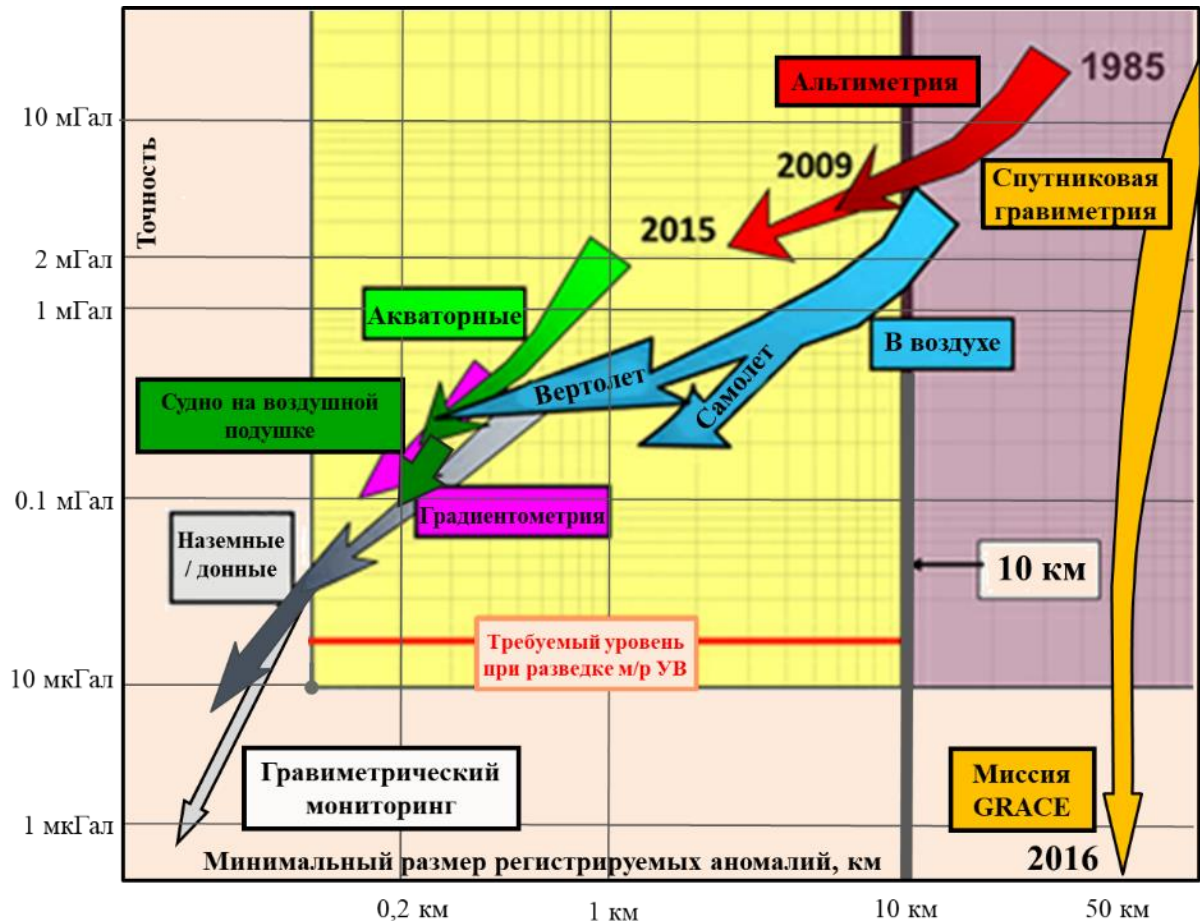 1985
Альтиметрия
10 мГал
Точность
2009
Спутниковая
гравиметрия
2015
2 мГал
1 мГал
Акваторные
В воздухе
Вертолет
Самолет
Судно на воздушной
подушке
0.1 мГал
Градиентометрия
Наземные
/ донные
10 км
Требуемый уровень
при разведке м/р УВ
10 мкГал
Гравиметрический
мониторинг
Миссия
GRACE
1 мкГал
2016
Минимальный размер регистрируемых аномалий, км
0,2 км
1 км
10 км
50 км